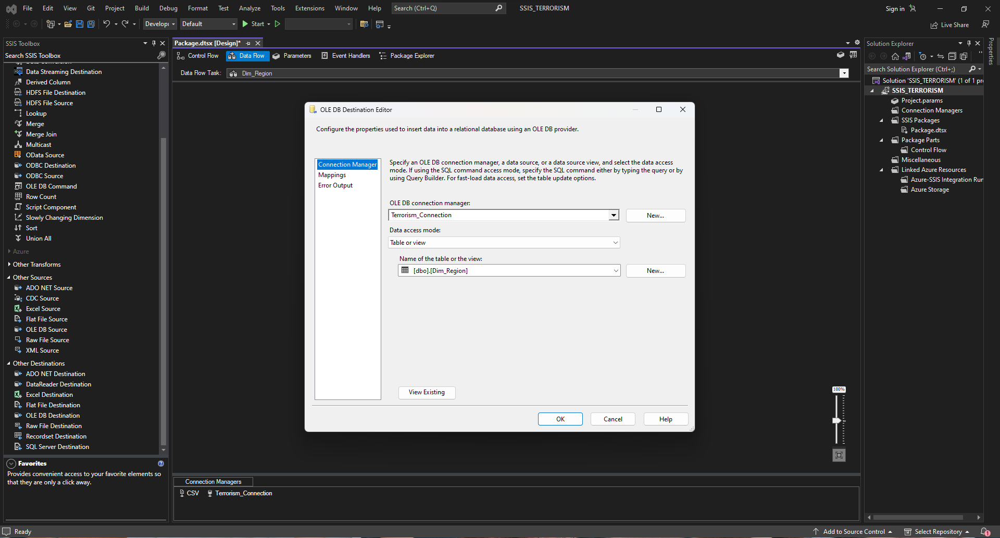 File Edit View Git Project Build Debug Format Test Analyze Tools Extensions Window Help Search (Ctrl+Q) SSIS_TERRORISM Sign in
Developi Default Start Live Share
SSIS Toolbox
Search SSIS Toolbox
Data Streaming Destination
Derived Column
HDFS File Destination
HDFS File Source
Lookup
Merge
Merge Join
Multicast
OData Source
ODBC Destination
ODBC Source
OLE DB Command
Row Count
Script Component
Slowly Changing Dimension
Sort
Union All
Azure
Other Transforms
Other Sources
ADO NET Source
CDC Source
Excel Source
Flat File Source
OLE DB Source
Raw File Source
XML Source
Other Destinations
ADO NET Destination
DataReader Destination
Excel Destination
Flat File Destination
OLE DB Destination
Raw File Destination
Recordset Destination
SQL Server Destination
Favorites
Provides convenient access to your favorite elements so
that they are only a click away.
Package.dtsx [Design]*
Control Flow Data Flow Parameters Event Handlers Package Explorer
Data Flow Task: Dim_Region
OLE DB Destination Editor
Configure the properties used to insert data into a relational database using an OLE DB provider.
Connection Manager
Mappings
Error Output
Specify an OLE DB connection manager, a data source, or a data source view, and select the data access
mode. If using the SQL command access mode, specify the SQL command either by typing the query or by
using Query Builder. For fast-load data access, set the table update options.
OLE DB connection manager:
Terrorism_Connection New...
Data access mode:
Table or view
Name of the table or the view:
[dbo].[Dim_Region] New...
View Existing
OK Cancel Help
100%
Connection Managers
CSV Terrorism_Connection
Solution Explorer
Search Solution Explorer (Ctrl+;)
Solution 'SSIS_TERRORISM' (1 of 1 pr
SSIS_TERRORISM
Project.params
Connection Managers
SSIS Packages
Package.dtsx
Package Parts
Control Flow
Miscellaneous
Linked Azure Resources
Azure-SSIS Integration Run
Azure Storage
Properties
Ready Add to Source Control Select Repository 1